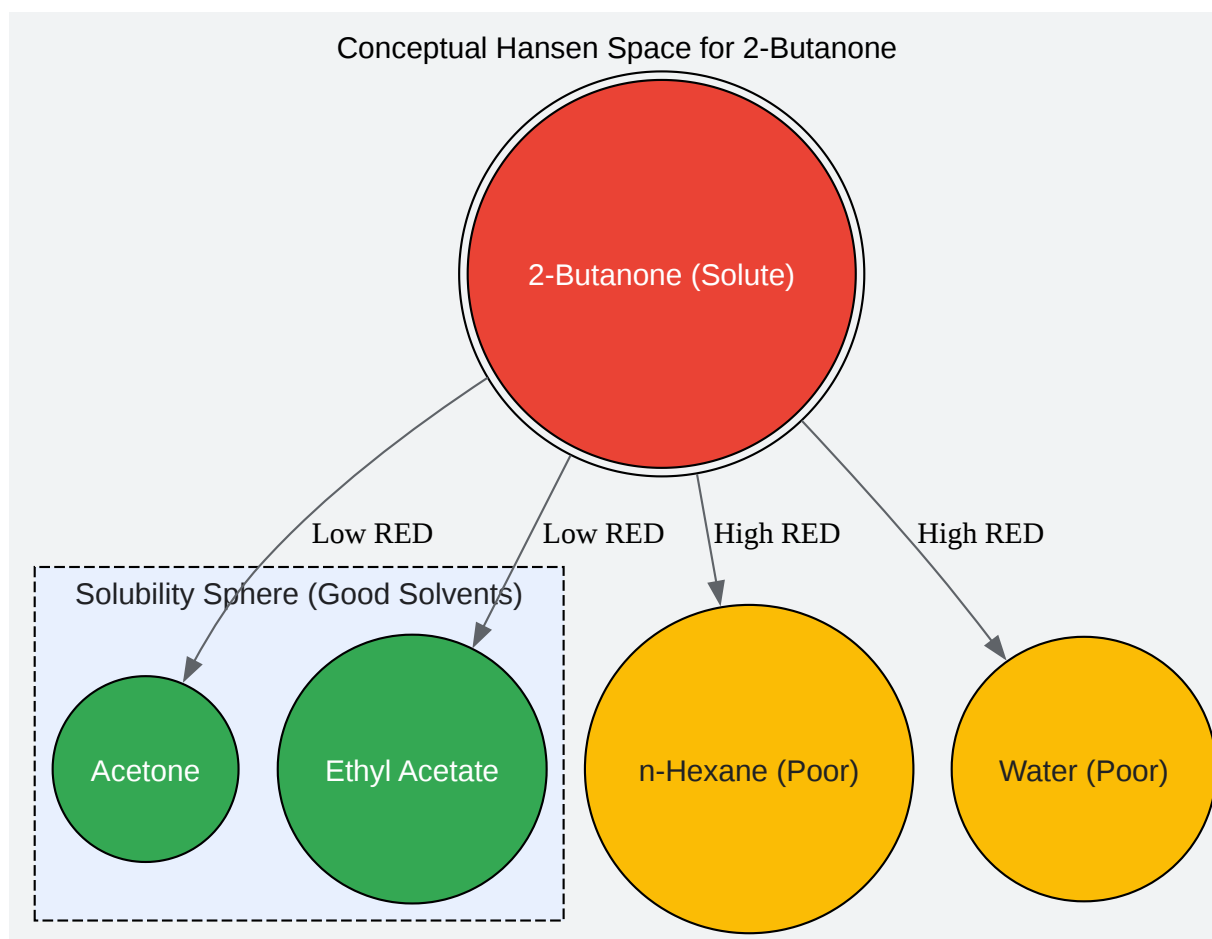 Conceptual Hansen Space for 2-Butanone
2-Butanone (Solute)
Low RED
Low RED
High RED
High RED
Solubility Sphere (Good Solvents)
Acetone
Ethyl Acetate
n-Hexane (Poor)
Water (Poor)